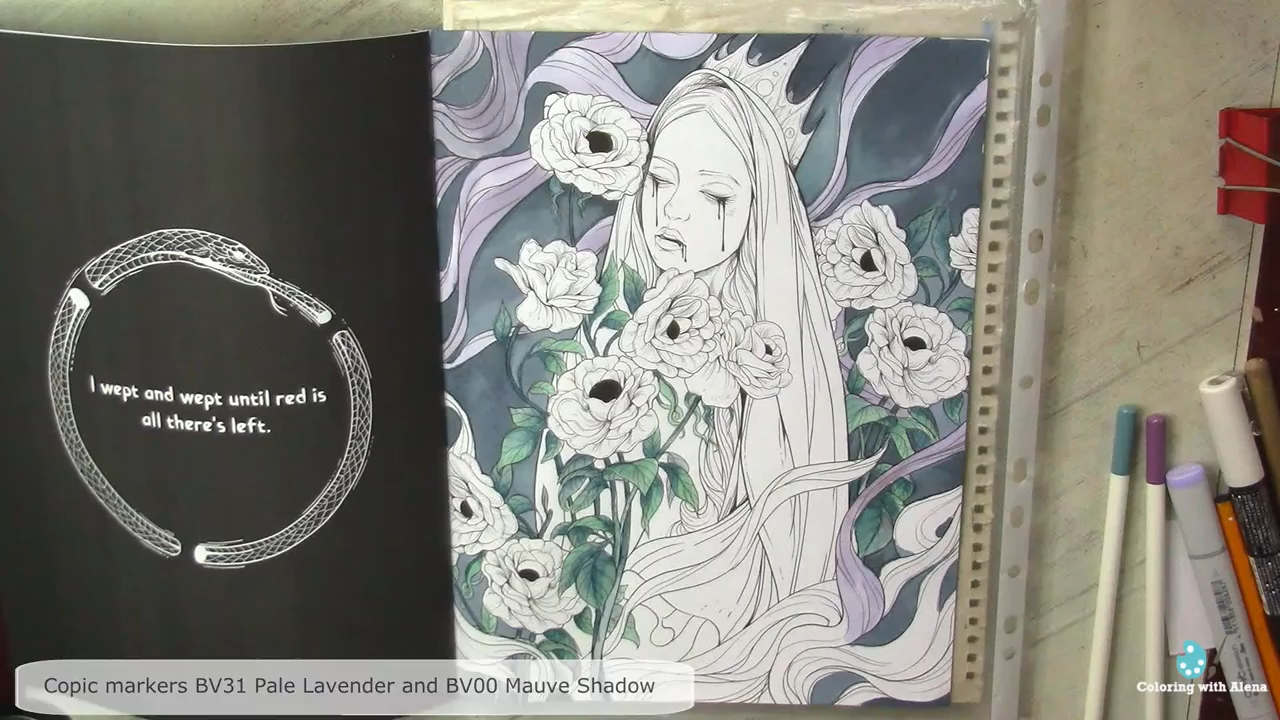 I wept and wept until red is
all there's left.
Copic markers BV31 Pale Lavender and BV00 Mauve Shadow
Coloring with Alena